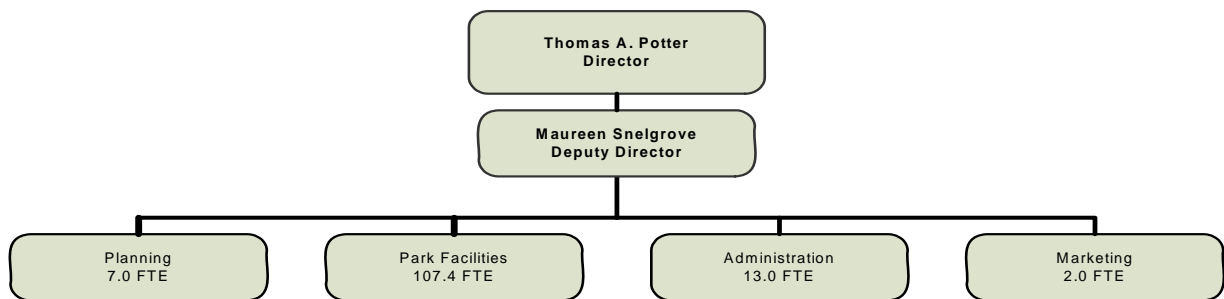 Thomas A. Potter
Director
Maureen Snelgrove
Deputy Director
Planning
7.0 FTE
Park Facilities
107.4 FTE
Administration
13.0 FTE
Marketing
2.0 FTE